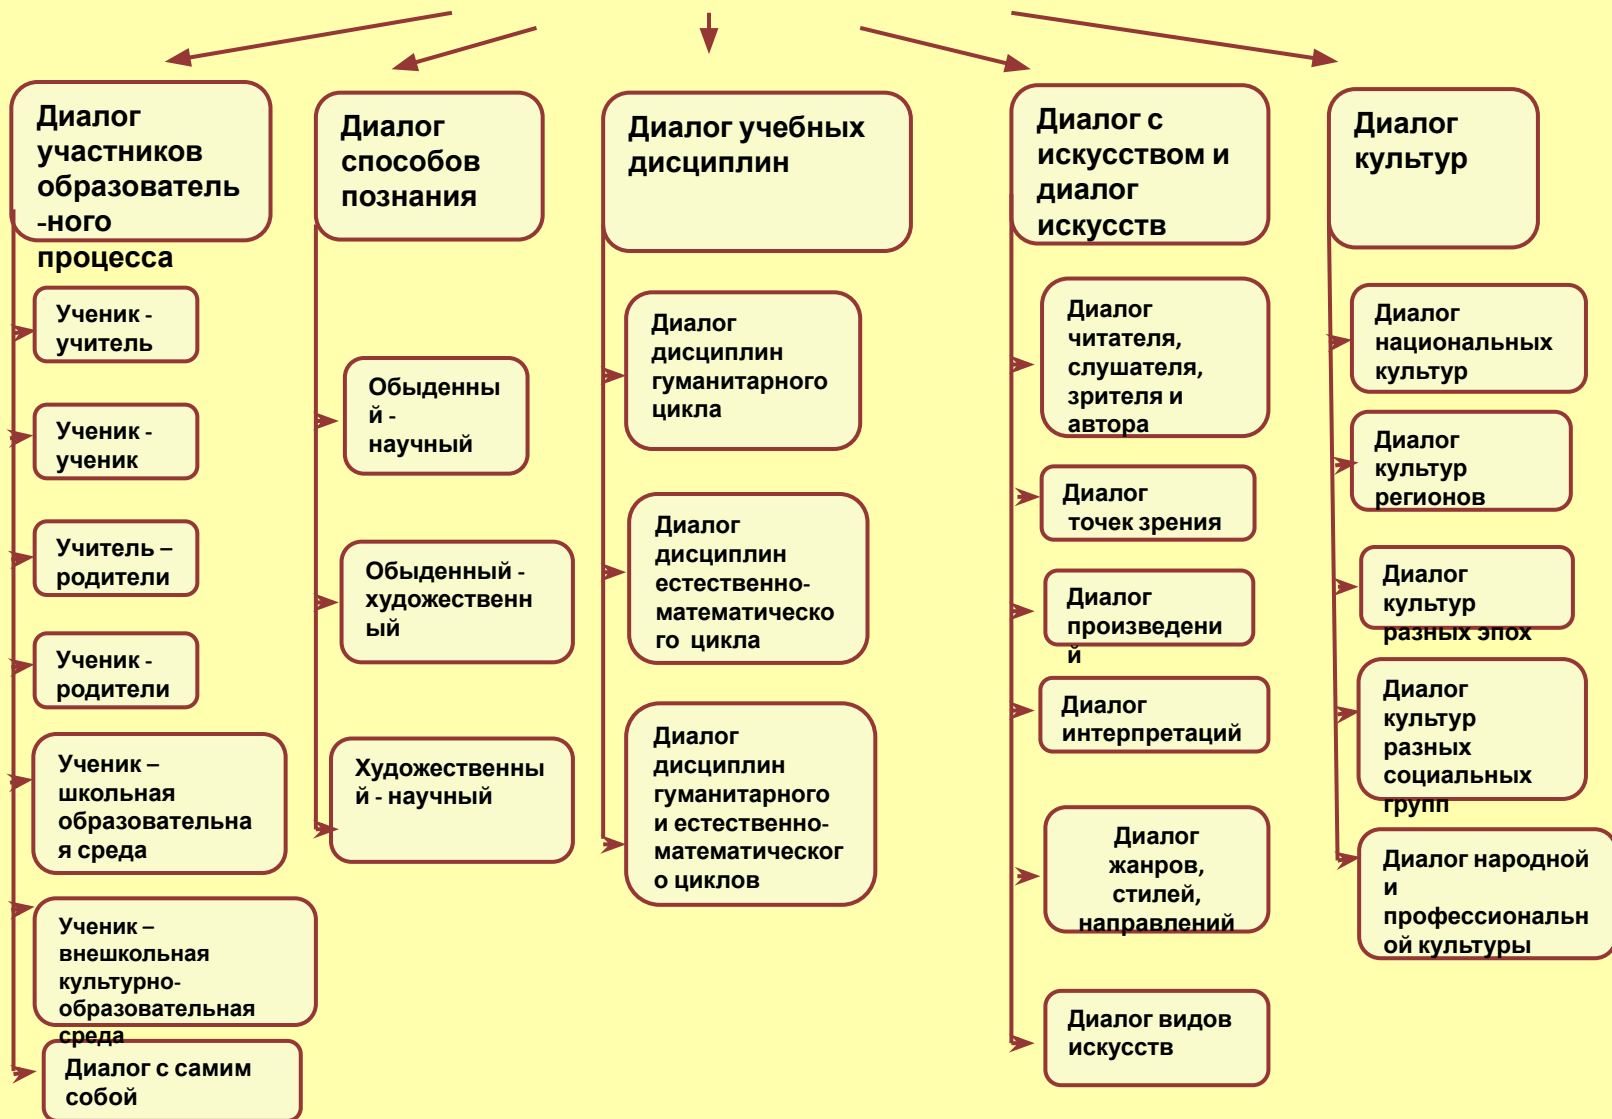 Диалог
участников
образователь
-ного
процесса
Ученик -
учитель
Ученик -
ученик
Учитель –
родители
Ученик -
родители
Ученик –
школьная
образовательна
я среда
Ученик –
внешкольная
культурно-
образовательная
среда
Диалог с самим
собой
Диалог
способов
познания
Обыденны
й -
научный
Обыденный -
художественн
ый
Художественны
й - научный
Диалог учебных
дисциплин
Диалог
дисциплин
гуманитарного
цикла
Диалог
дисциплин
естественно-
математическо
го цикла
Диалог
дисциплин
гуманитарного
и естественно-
математическог
о циклов
Диалог с
искусством и
диалог
искусств
Диалог
читателя,
слушателя,
зрителя и
автора
Диалог
точек зрения
Диалог
произведени
й
Диалог
интерпретаций
Диалог
жанров,
стилей,
направлений
Диалог видов
искусств
Диалог
культур
Диалог
национальных
культур
Диалог
культур
регионов
Диалог
культур
разных эпох
Диалог
культур
разных
социальных
групп
Диалог народной
и
профессиональн
ой культуры